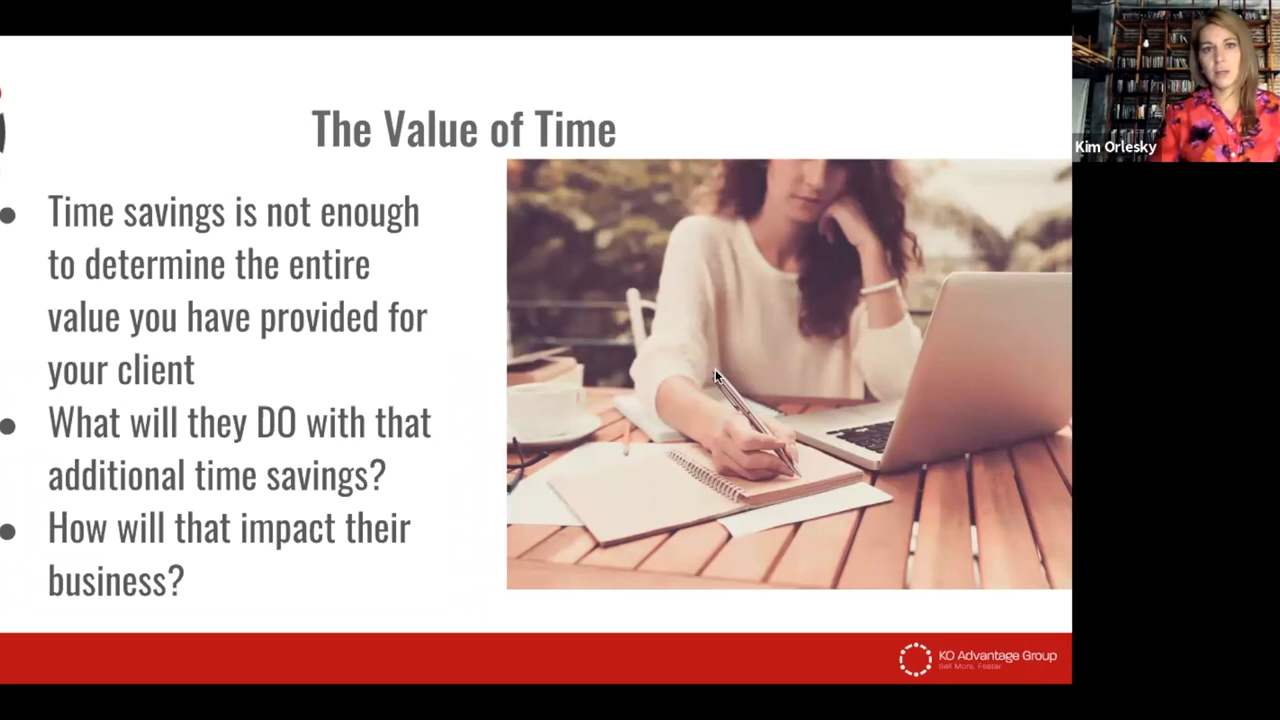 The Value of Time
Kim Orlesky
• Time savings is not enough
to determine the entire
value you have provided for
your client
• What will they DO with that
additional time savings?
• How will that impact their
business?
KO Advantage Group
Sell More, Faster.